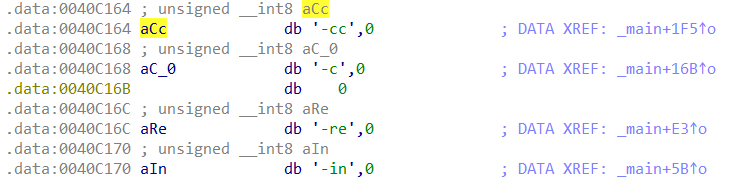 .data:0040C164 ; unsigned __int8 aCc
.data:0040C164 aCc db '-cc',0 ; DATA XREF: _main+1F5↑o
.data:0040C168 ; unsigned __int8 aC_0
.data:0040C168 aC_0 db '-c',0 ; DATA XREF: _main+16B↑o
.data:0040C16B db 0
.data:0040C16C ; unsigned __int8 aRe
.data:0040C16C aRe db '-re',0 ; DATA XREF: _main+E3↑o
.data:0040C170 ; unsigned __int8 aIn
.data:0040C170 aIn db '-in',0 ; DATA XREF: _main+5B↑o